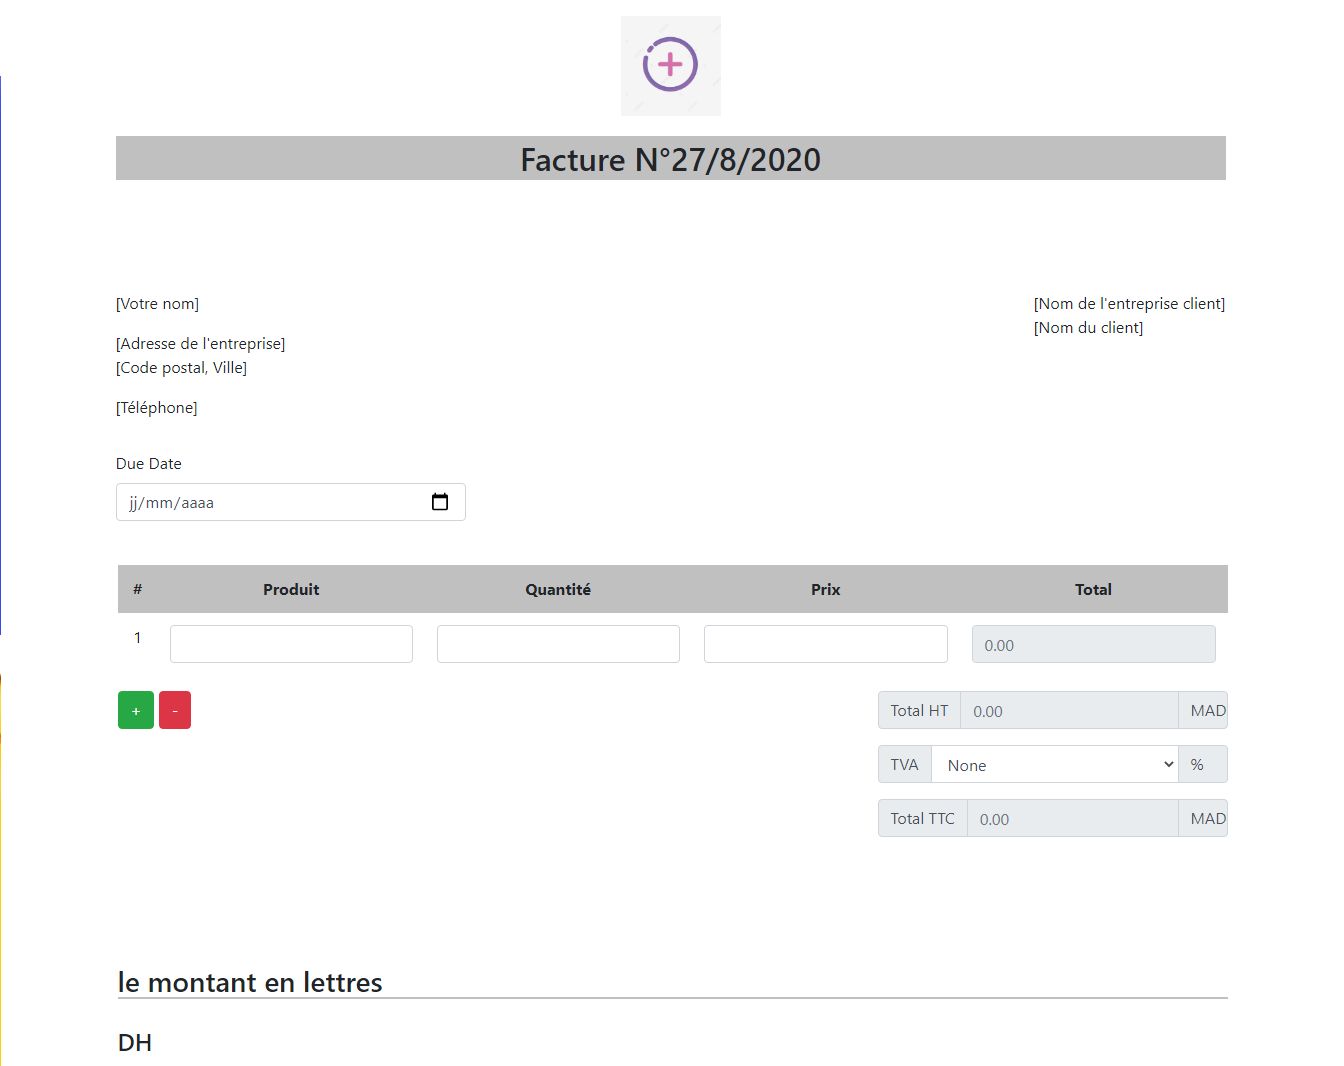 Facture N°27/8/2020
[Votre nom]
[Nom de l'entreprise client]
[Nom du client]
[Adresse de l'entreprise]
[Code postal, Ville]
[Téléphone]
Due Date
jj/mm/aaaa
# Produit Quantité Prix Total
1 0.00
+ -
Total HT 0.00 MAD
TVA None %
Total TTC 0.00 MAD
le montant en lettres
DH